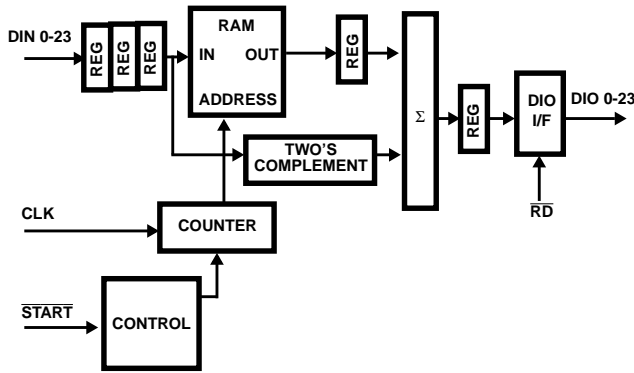 DIN 0-23
REG
REG
REG
RAM
IN OUT
ADDRESS
REG
TWO'S
COMPLEMENT
Σ
REG
DIO
I/F
DIO 0-23
RD
CLK
COUNTER
START
CONTROL